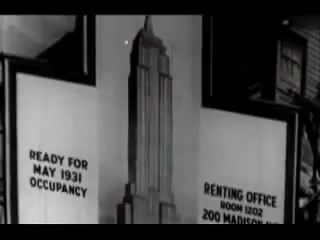 READY FOR
MAY 1931
OCCUPANCY
RENTING OFFICE
ROOM 1202
200 MADISON